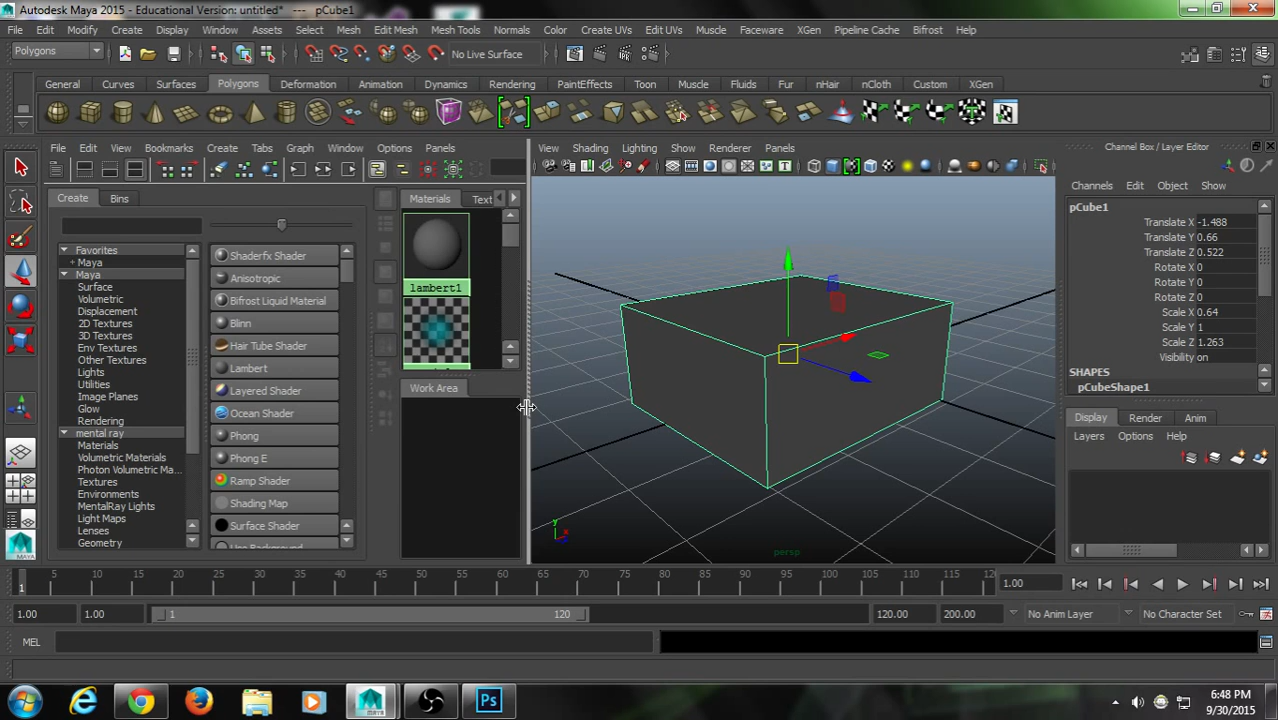 Autodesk Maya 2015 - Educational Version: untitled* --- pCube1
File Edit Modify Create Display Window Assets Select Mesh Edit Mesh Mesh Tools Normals Color Create UVs Edit UVs Muscle Faceware XGen Pipeline Cache Bifrost Help
Polygons No Live Surface
General Curves Surfaces Polygons Deformation Animation Dynamics Rendering PaintEffects Toon Muscle Fluids Fur nHair nCloth Custom XGen
File Edit View Bookmarks Create Tabs Graph Window Options Panels
View Shading Lighting Show Renderer Panels
Channel Box / Layer Editor
Channels Edit Object Show
Create Bins
Favorites
+ Maya
Maya
Surface
Volumetric
Displacement
2D Textures
3D Textures
Env Textures
Other Textures
Lights
Utilities
Image Planes
Glow
Rendering
mental ray
Materials
Volumetric Materials
Photon Volumetric Ma...
Textures
Environments
MentalRay Lights
Light Maps
Lenses
Geometry
Shaderfx Shader
Anisotropic
Bifrost Liquid Material
Blinn
Hair Tube Shader
Lambert
Layered Shader
Ocean Shader
Phong
Phong E
Ramp Shader
Shading Map
Surface Shader
Use Background
Materials Text
lambert1
Work Area
y
x
persp
pCube1
Translate X -1.488
Translate Y 0.66
Translate Z 0.522
Rotate X 0
Rotate Y 0
Rotate Z 0
Scale X 0.64
Scale Y 1
Scale Z 1.263
Visibility on
SHAPES
pCubeShape1
Display Render Anim
Layers Options Help
1 5 10 15 20 25 30 35 40 45 50 55 60 65 70 75 80 85 90 95 100 105 110 115 12 1.00
1.00 1.00 1 120 120.00 200.00 No Anim Layer No Character Set
MEL
MAYA
Ps
6:48 PM
9/30/2015